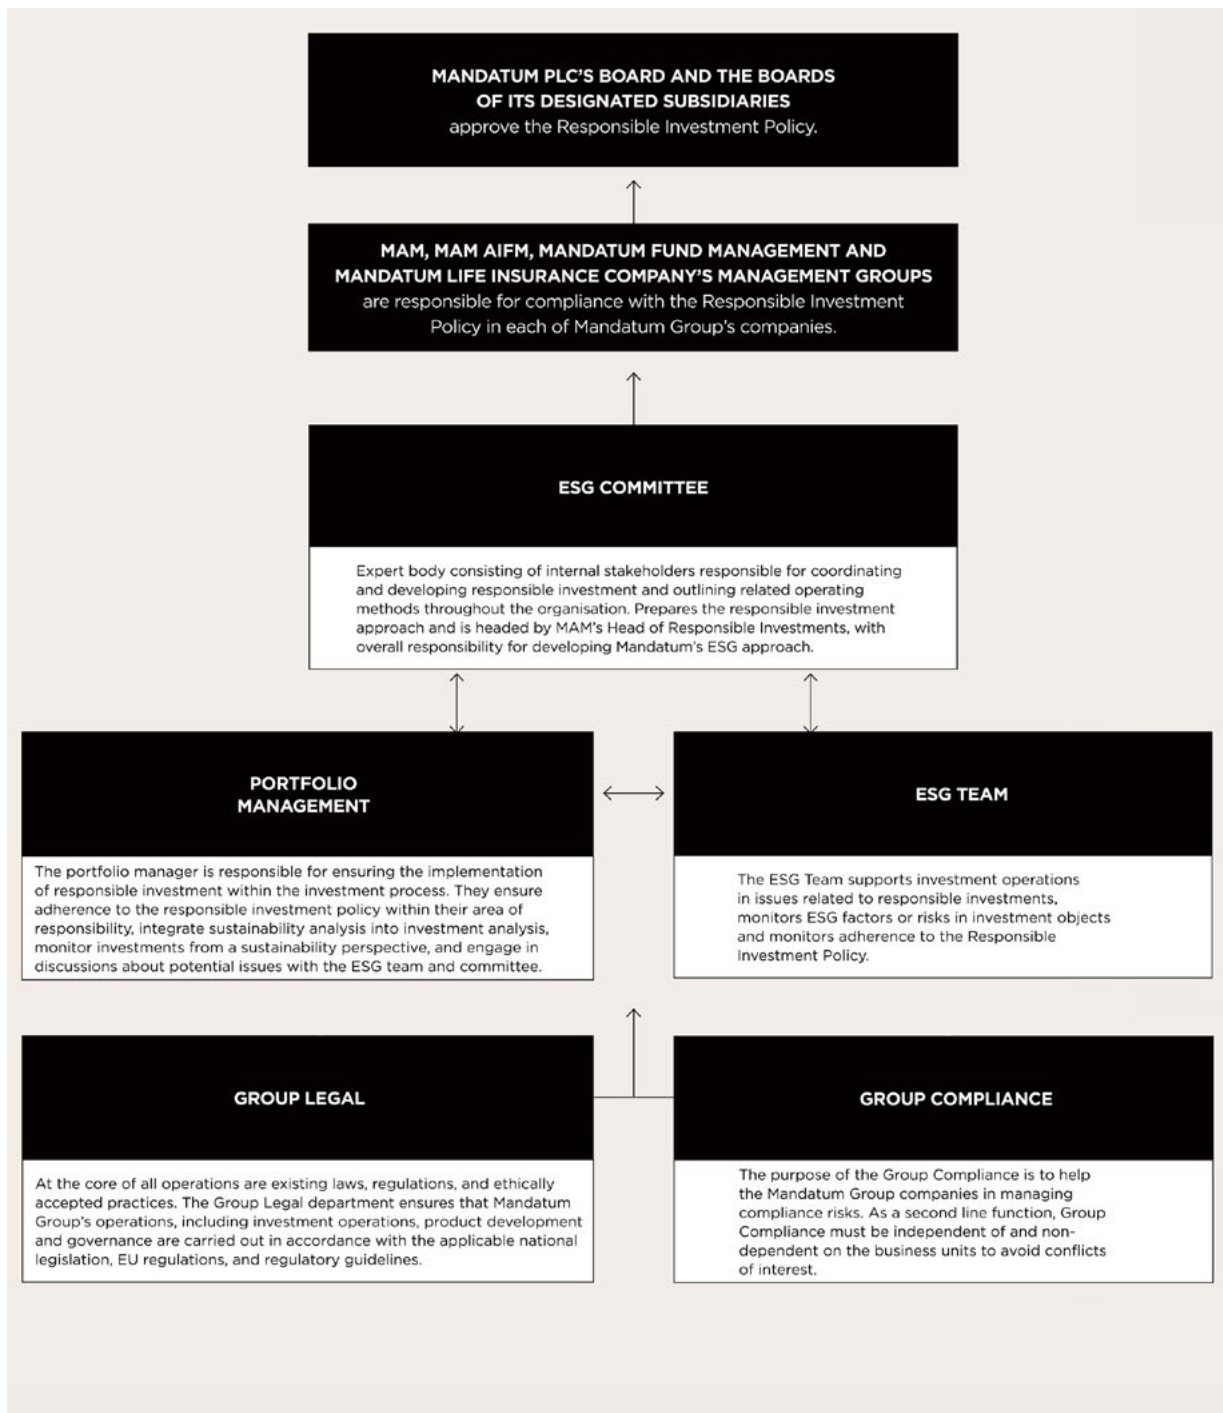 MANDATUM PLC'S BOARD AND THE BOARDS
OF ITS DESIGNATED SUBSIDIARIES
approve the Responsible Investment Policy.
MAM, MAM AIFM, MANDATUM FUND MANAGEMENT AND
MANDATUM LIFE INSURANCE COMPANY'S MANAGEMENT GROUPS
are responsible for compliance with the Responsible Investment
Policy in each of Mandatum Group's companies.
ESG COMMITTEE
Expert body consisting of internal stakeholders responsible for coordinating
and developing responsible investment and outlining related operating
methods throughout the organisation. Prepares the responsible investment
approach and is headed by MAM's Head of Responsible Investments, with
overall responsibility for developing Mandatum's ESG approach.
PORTFOLIO
MANAGEMENT
The portfolio manager is responsible for ensuring the implementation
of responsible investment within the investment process. They ensure
adherence to the responsible investment policy within their area of
responsibility, integrate sustainability analysis into investment analysis,
monitor investments from a sustainability perspective, and engage in
discussions about potential issues with the ESG team and committee.
ESG TEAM
The ESG Team supports investment operations
in issues related to responsible investments,
monitors ESG factors or risks in investment objects
and monitors adherence to the Responsible
Investment Policy.
GROUP LEGAL
At the core of all operations are existing laws, regulations, and ethically
accepted practices. The Group Legal department ensures that Mandatum
Group's operations, including investment operations, product development
and governance are carried out in accordance with the applicable national
legislation, EU regulations, and regulatory guidelines.
GROUP COMPLIANCE
The purpose of the Group Compliance is to help
the Mandatum Group companies in managing
compliance risks. As a second line function, Group
Compliance must be independent of and non-
dependent on the business units to avoid conflicts
of interest.